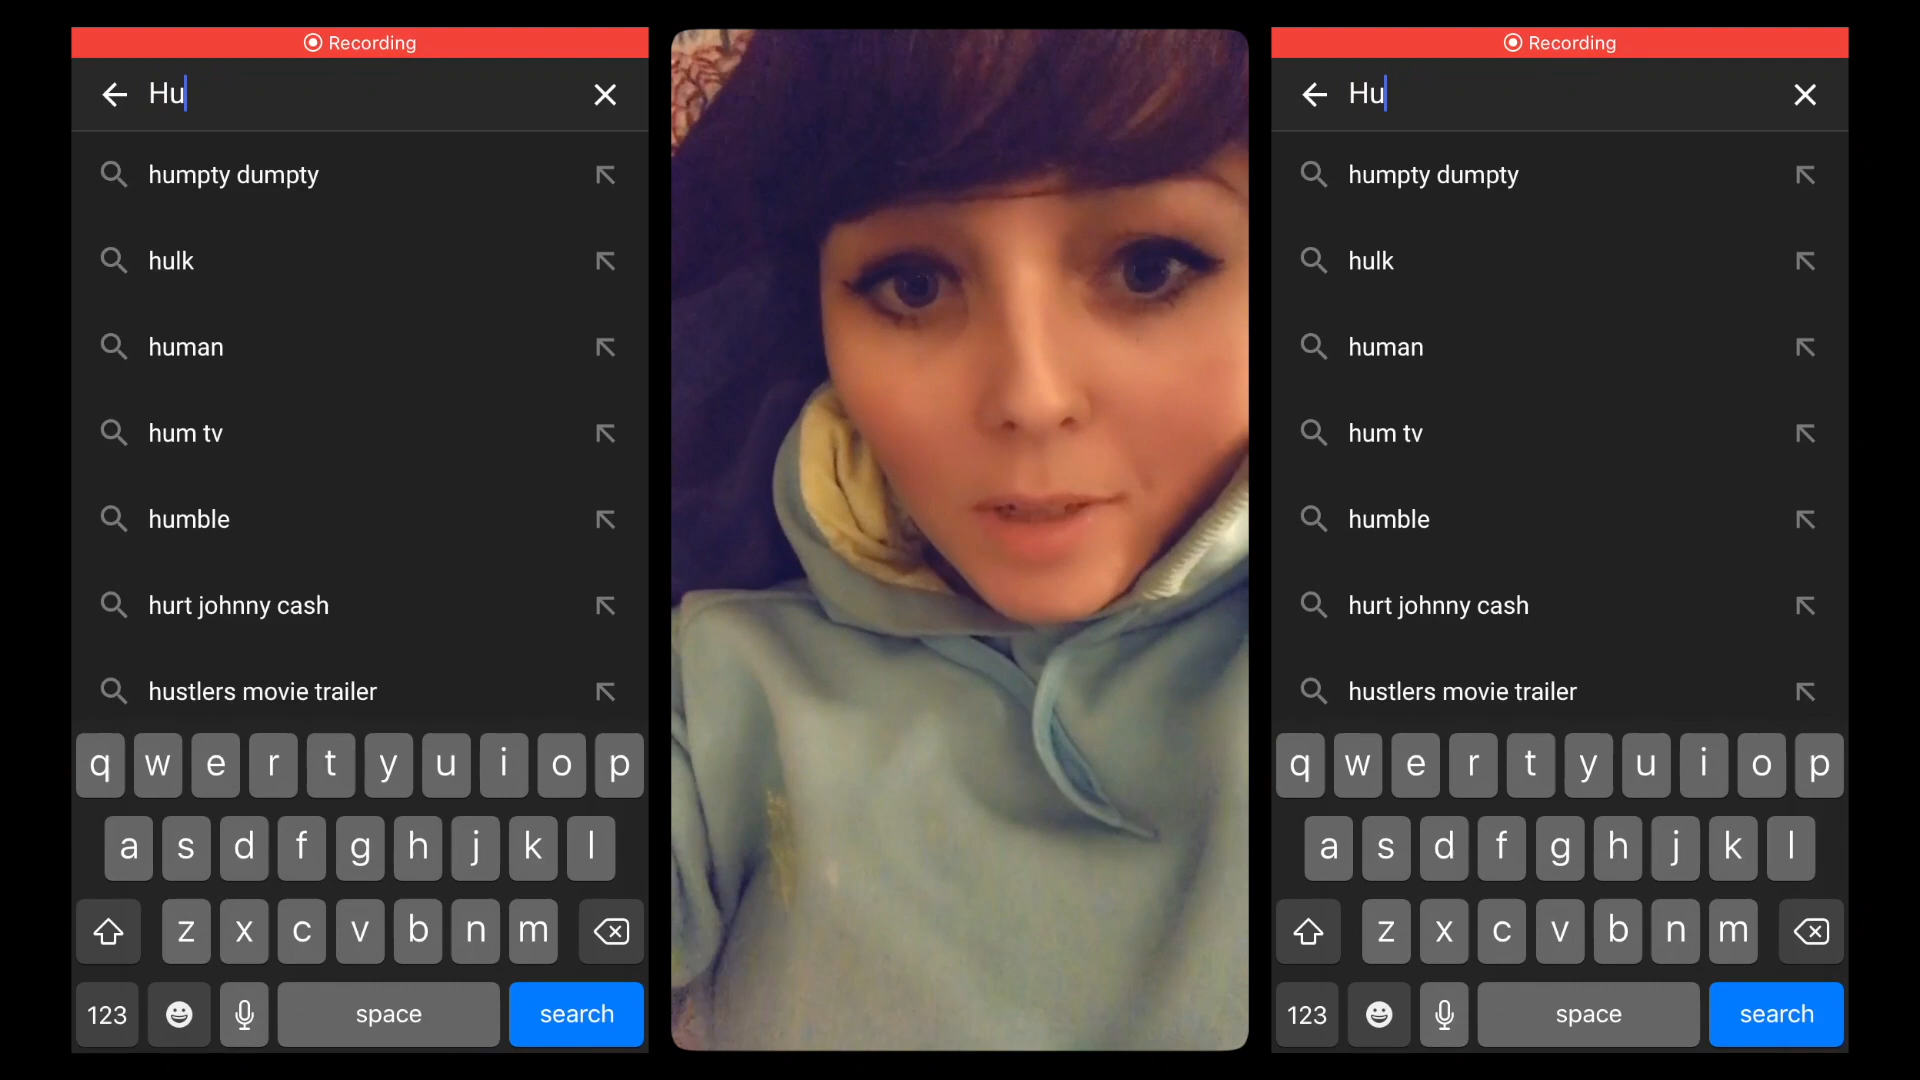 Recording
Hu
humpty dumpty
hulk
human
hum tv
humble
hurt johnny cash
hustlers movie trailer
q w e r t y u i o p
a s d f g h j k l
z x c v b n m
123 space search
Recording
Hu
humpty dumpty
hulk
human
hum tv
humble
hurt johnny cash
hustlers movie trailer
q w e r t y u i o p
a s d f g h j k l
z x c v b n m
123 space search